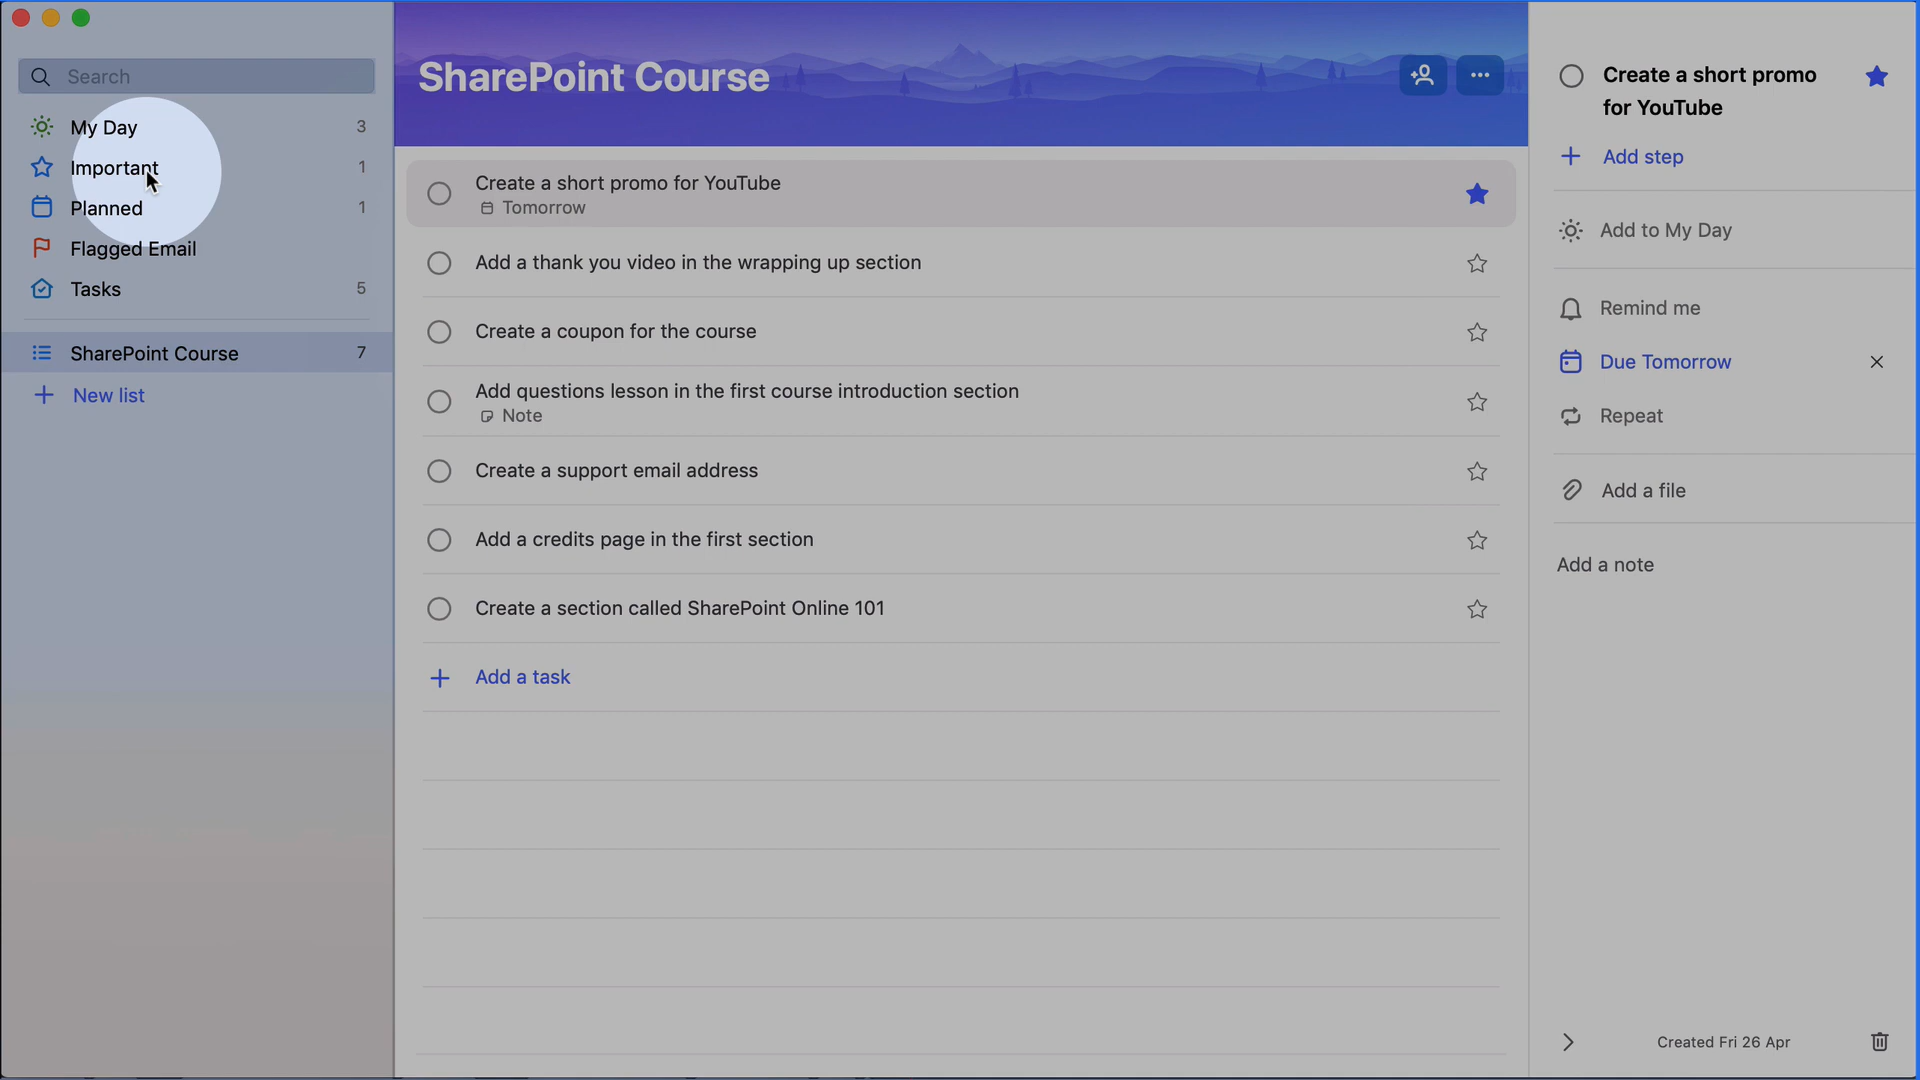 Search
My Day 3
Important 1
Planned 1
Flagged Email
Tasks 5
SharePoint Course 7
New list
SharePoint Course
Create a short promo for YouTube
Tomorrow
Add a thank you video in the wrapping up section
Create a coupon for the course
Add questions lesson in the first course introduction section
Note
Create a support email address
Add a credits page in the first section
Create a section called SharePoint Online 101
Add a task
Create a short promo
for YouTube
Add step
Add to My Day
Remind me
Due Tomorrow
Repeat
Add a file
Add a note
Created Fri 26 Apr